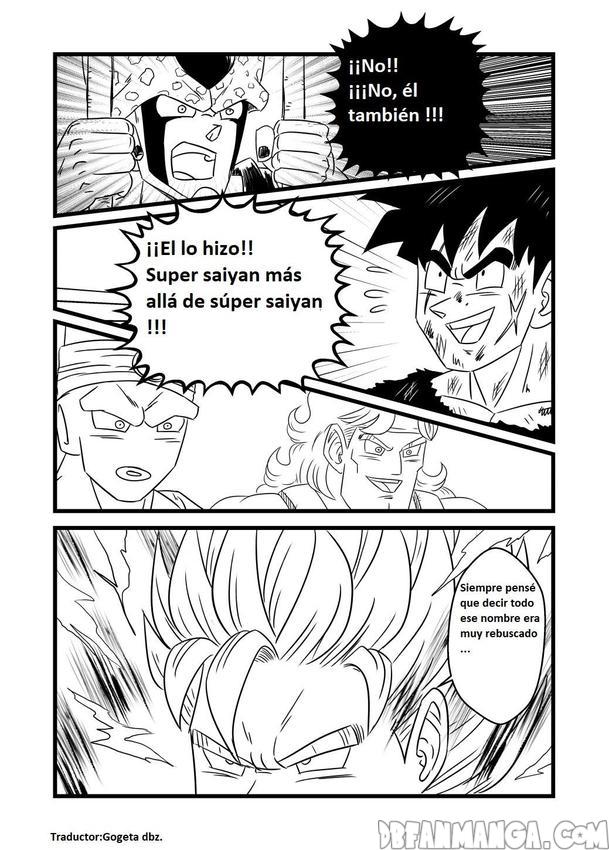 ¡¡No!!
¡¡¡No, él
también !!!
¡¡El lo hizo!!
Super saiyan más
allá de súper saiyan
!!!
Siempre pensé
que decir todo
ese nombre era
muy rebuscado
...
Traductor:Gogeta dbz.
DBFANMANGA.COM